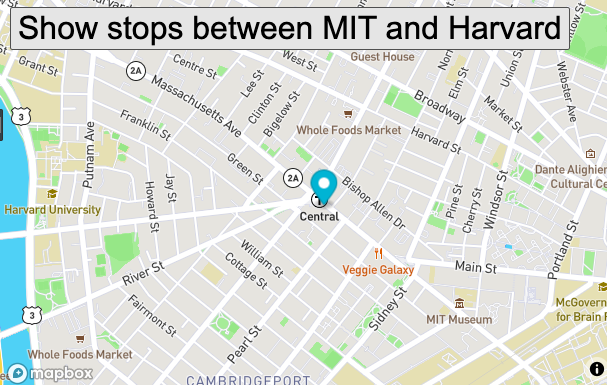 Show stops between MIT and Harvard
Grant St
2A
Centre St
West St
Guest House
Union St
Webster Ave
Elm St
Lee St
Clinton St
Bigelow St
Massachusetts Ave
Broadway
Market St
3
Putnam Ave
Franklin St
Whole Foods Market
Harvard St
Green St
Dante Alighieri
Cultural Ce
2A
Bishop Allen Dr
Jay St
Howard St
Harvard University
Pine St
Cherry St
Windsor St
Central
Portland St
William St
Veggie Galaxy
Main St
River St
Cottage St
McGovern
for Brain R
Fairmont St
3
Sidney St
MIT Museum
Pearl St
Whole Foods
Market
mapbox
CAMBRIDGEPORT